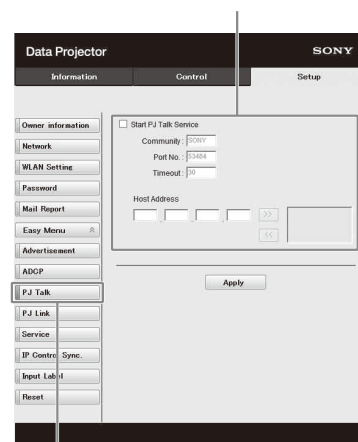 Data Projector
SONY
Information
Control
Setup
Owner information
Network
WLAN Setting
Password
Mail Report
Easy Menu
Advertisement
ADCP
PJ Talk
PJ Link
Service
IP Control Sync.
Input Label
Reset
Start PJ Talk Service
Community: SONY
Port No.: 53484
Timeout: 30
Host Address
. . .
>>
<<
Apply